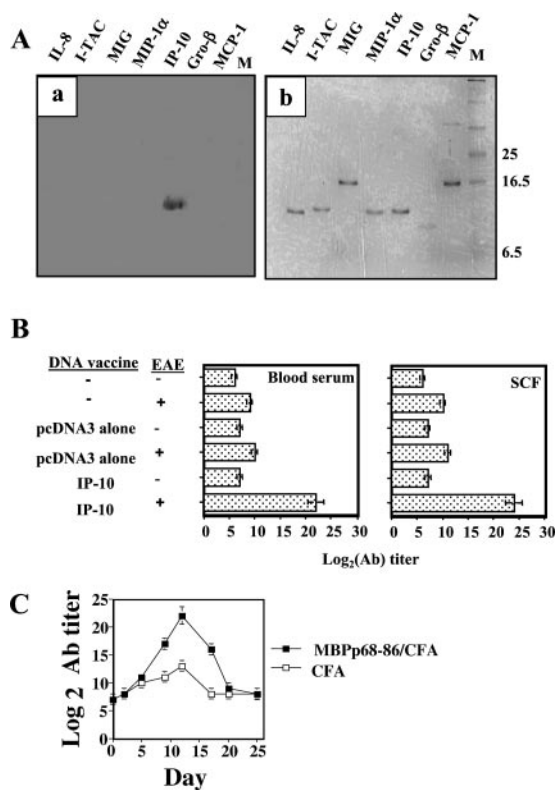 A
IL-8 I-TAC MIG MIP-1α IP-10 Gro-β MCP-1 M
a
IL-8 I-TAC MIG MIP-1α IP-10 Gro-β MCP-1 M
b
25
16.5
6.5
B
DNA vaccine EAE
- -
- +
pcDNA3 alone -
pcDNA3 alone +
IP-10 -
IP-10 +
Blood serum
0 5 10 15 20 25 30
SCF
0 5 10 15 20 25 30
Log2(Ab) titer
C
Log 2 Ab titer
25
20
15
10
5
0
0 5 10 15 20 25
Day
MBPp68-86/CFA
CFA